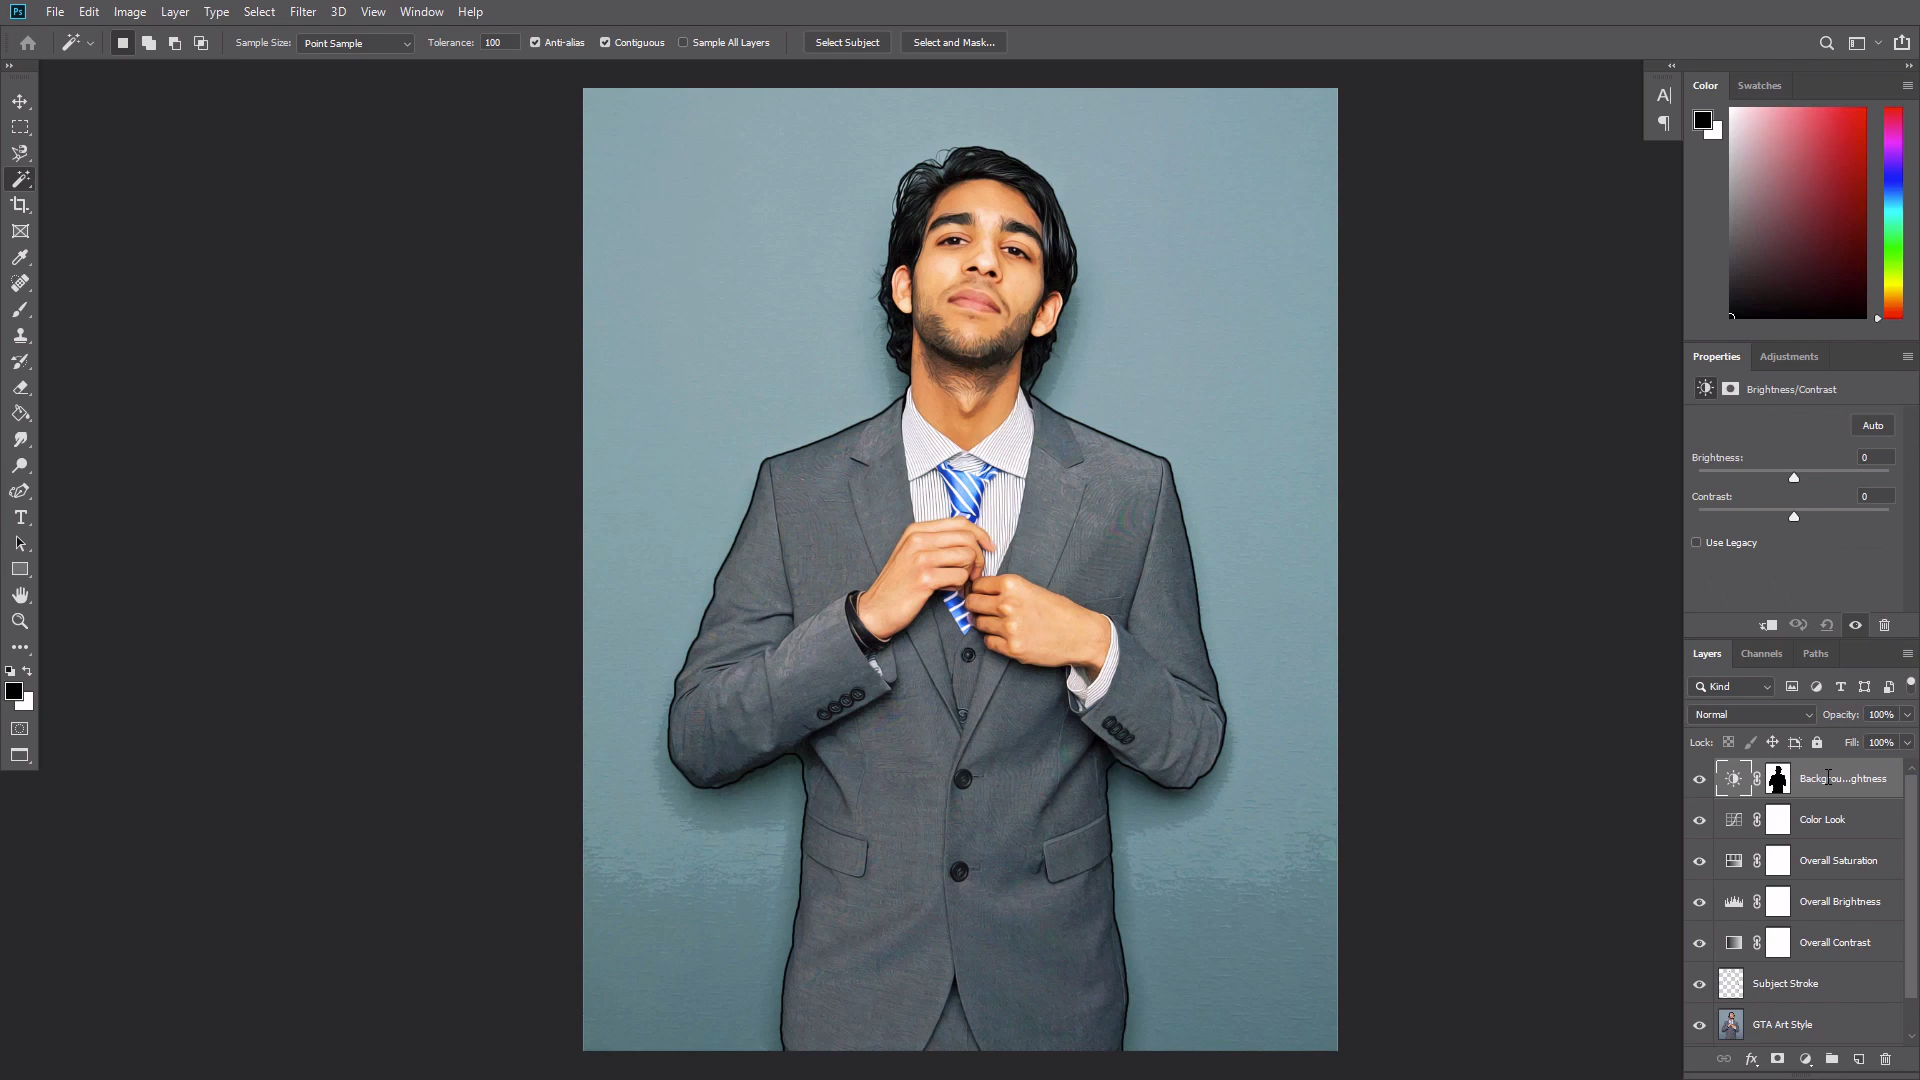 Ps File Edit Image Layer Type Select Filter 3D View Window Help
Sample Size: Point Sample Tolerance: 100 Anti-alias Contiguous Sample All Layers Select Subject Select and Mask...
Color Swatches
Properties Adjustments
Brightness/Contrast
Auto
Brightness: 0
Contrast: 0
Use Legacy
Layers Channels Paths
Kind
Normal Opacity: 100%
Lock: Fill: 100%
Backgrou...ghtness
Color Look
Overall Saturation
Overall Brightness
Overall Contrast
Subject Stroke
GTA Art Style